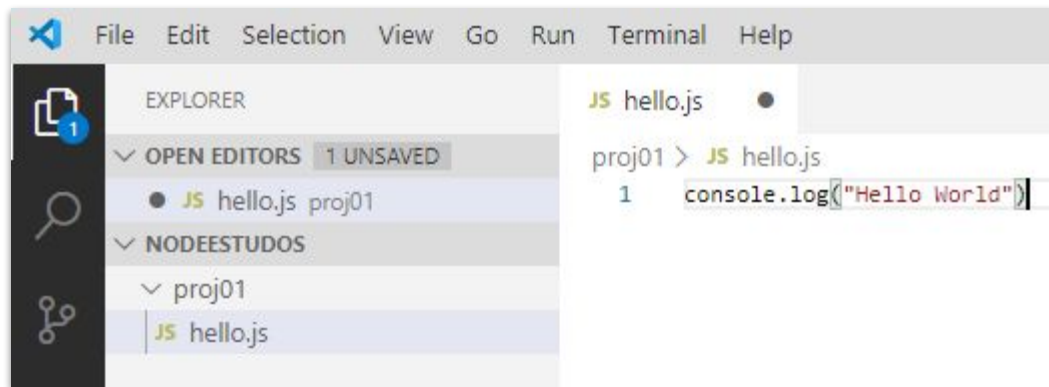 File Edit Selection View Go Run Terminal Help
1
EXPLORER
OPEN EDITORS 1 UNSAVED
JS hello.js proj01
NODEESTUDOS
proj01
JS hello.js
JS hello.js
proj01 > JS hello.js
1 console.log("Hello World")